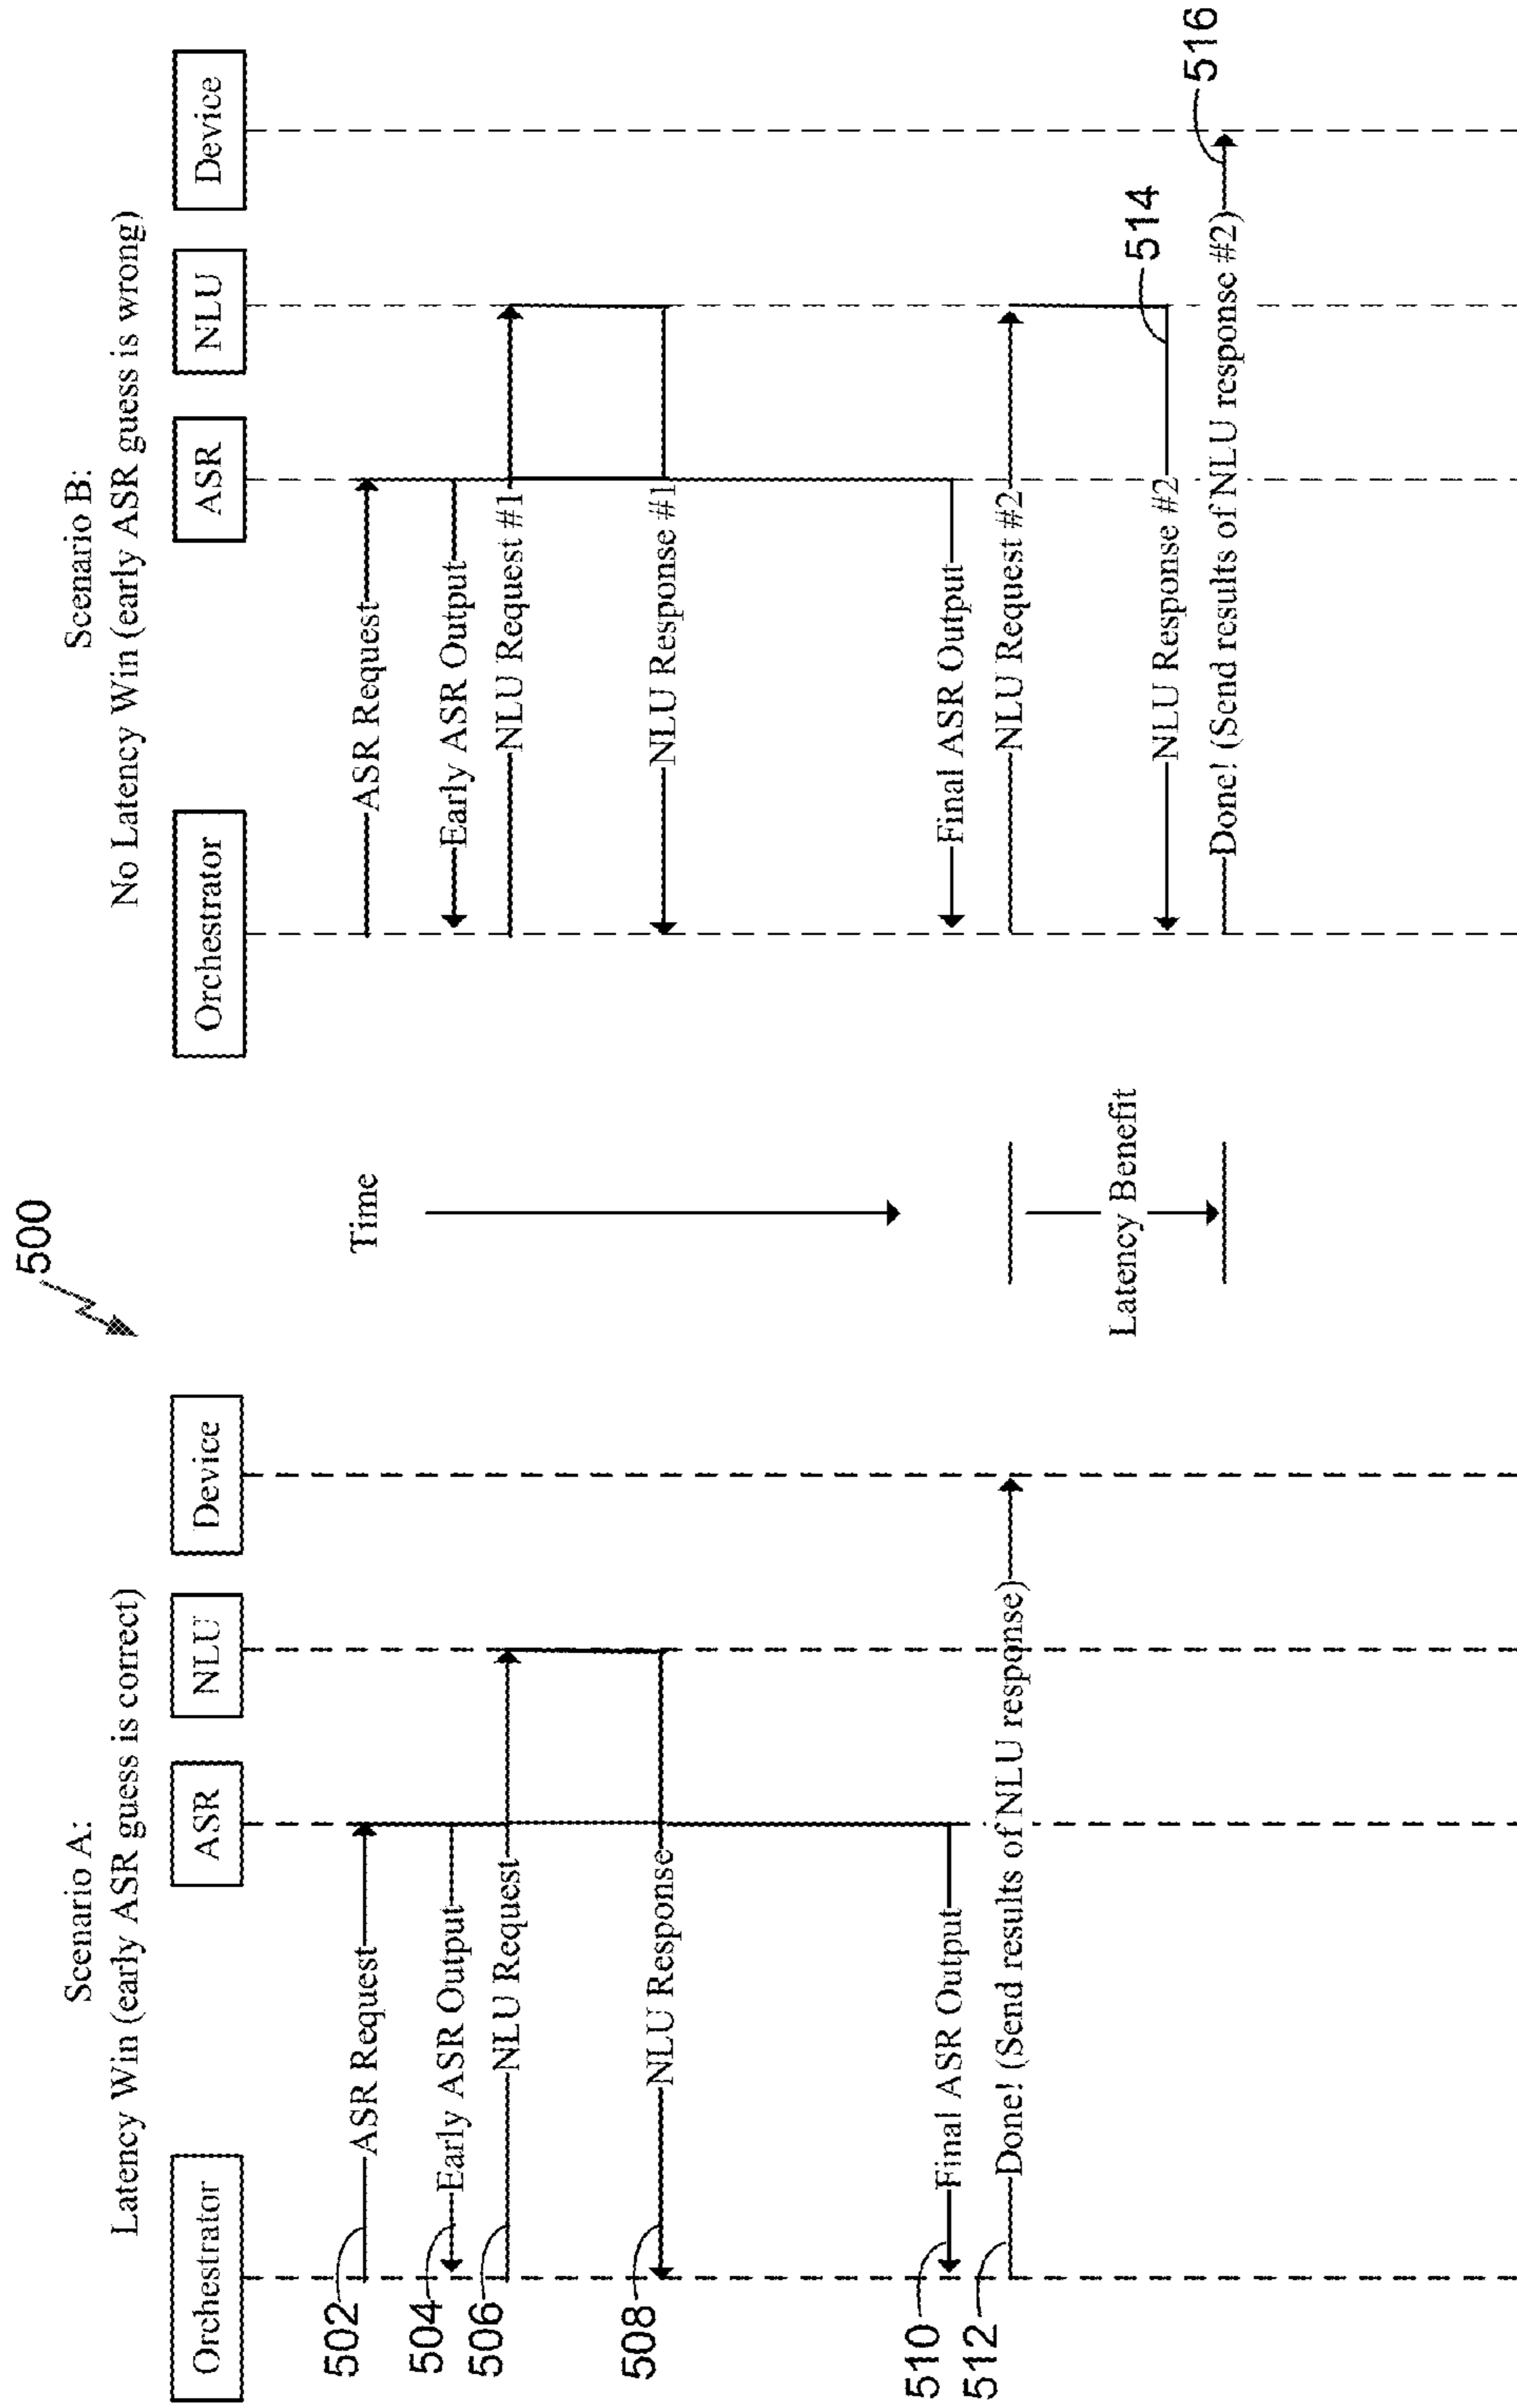 500
Scenario A:
Latency Win (early ASR guess is correct)
Orchestrator
ASR
NLU
Device
502
ASR Request
504
Early ASR Output
506
NLU Request
508
NLU Response
510
Final ASR Output
512
Done! (Send results of NLU response)
Time
Latency Benefit
Scenario B:
No Latency Win (early ASR guess is wrong)
Orchestrator
ASR
NLU
Device
ASR Request
Early ASR Output
NLU Request #1
NLU Response #1
Final ASR Output
NLU Request #2
NLU Response #2
514
Done! (Send results of NLU response #2)
516